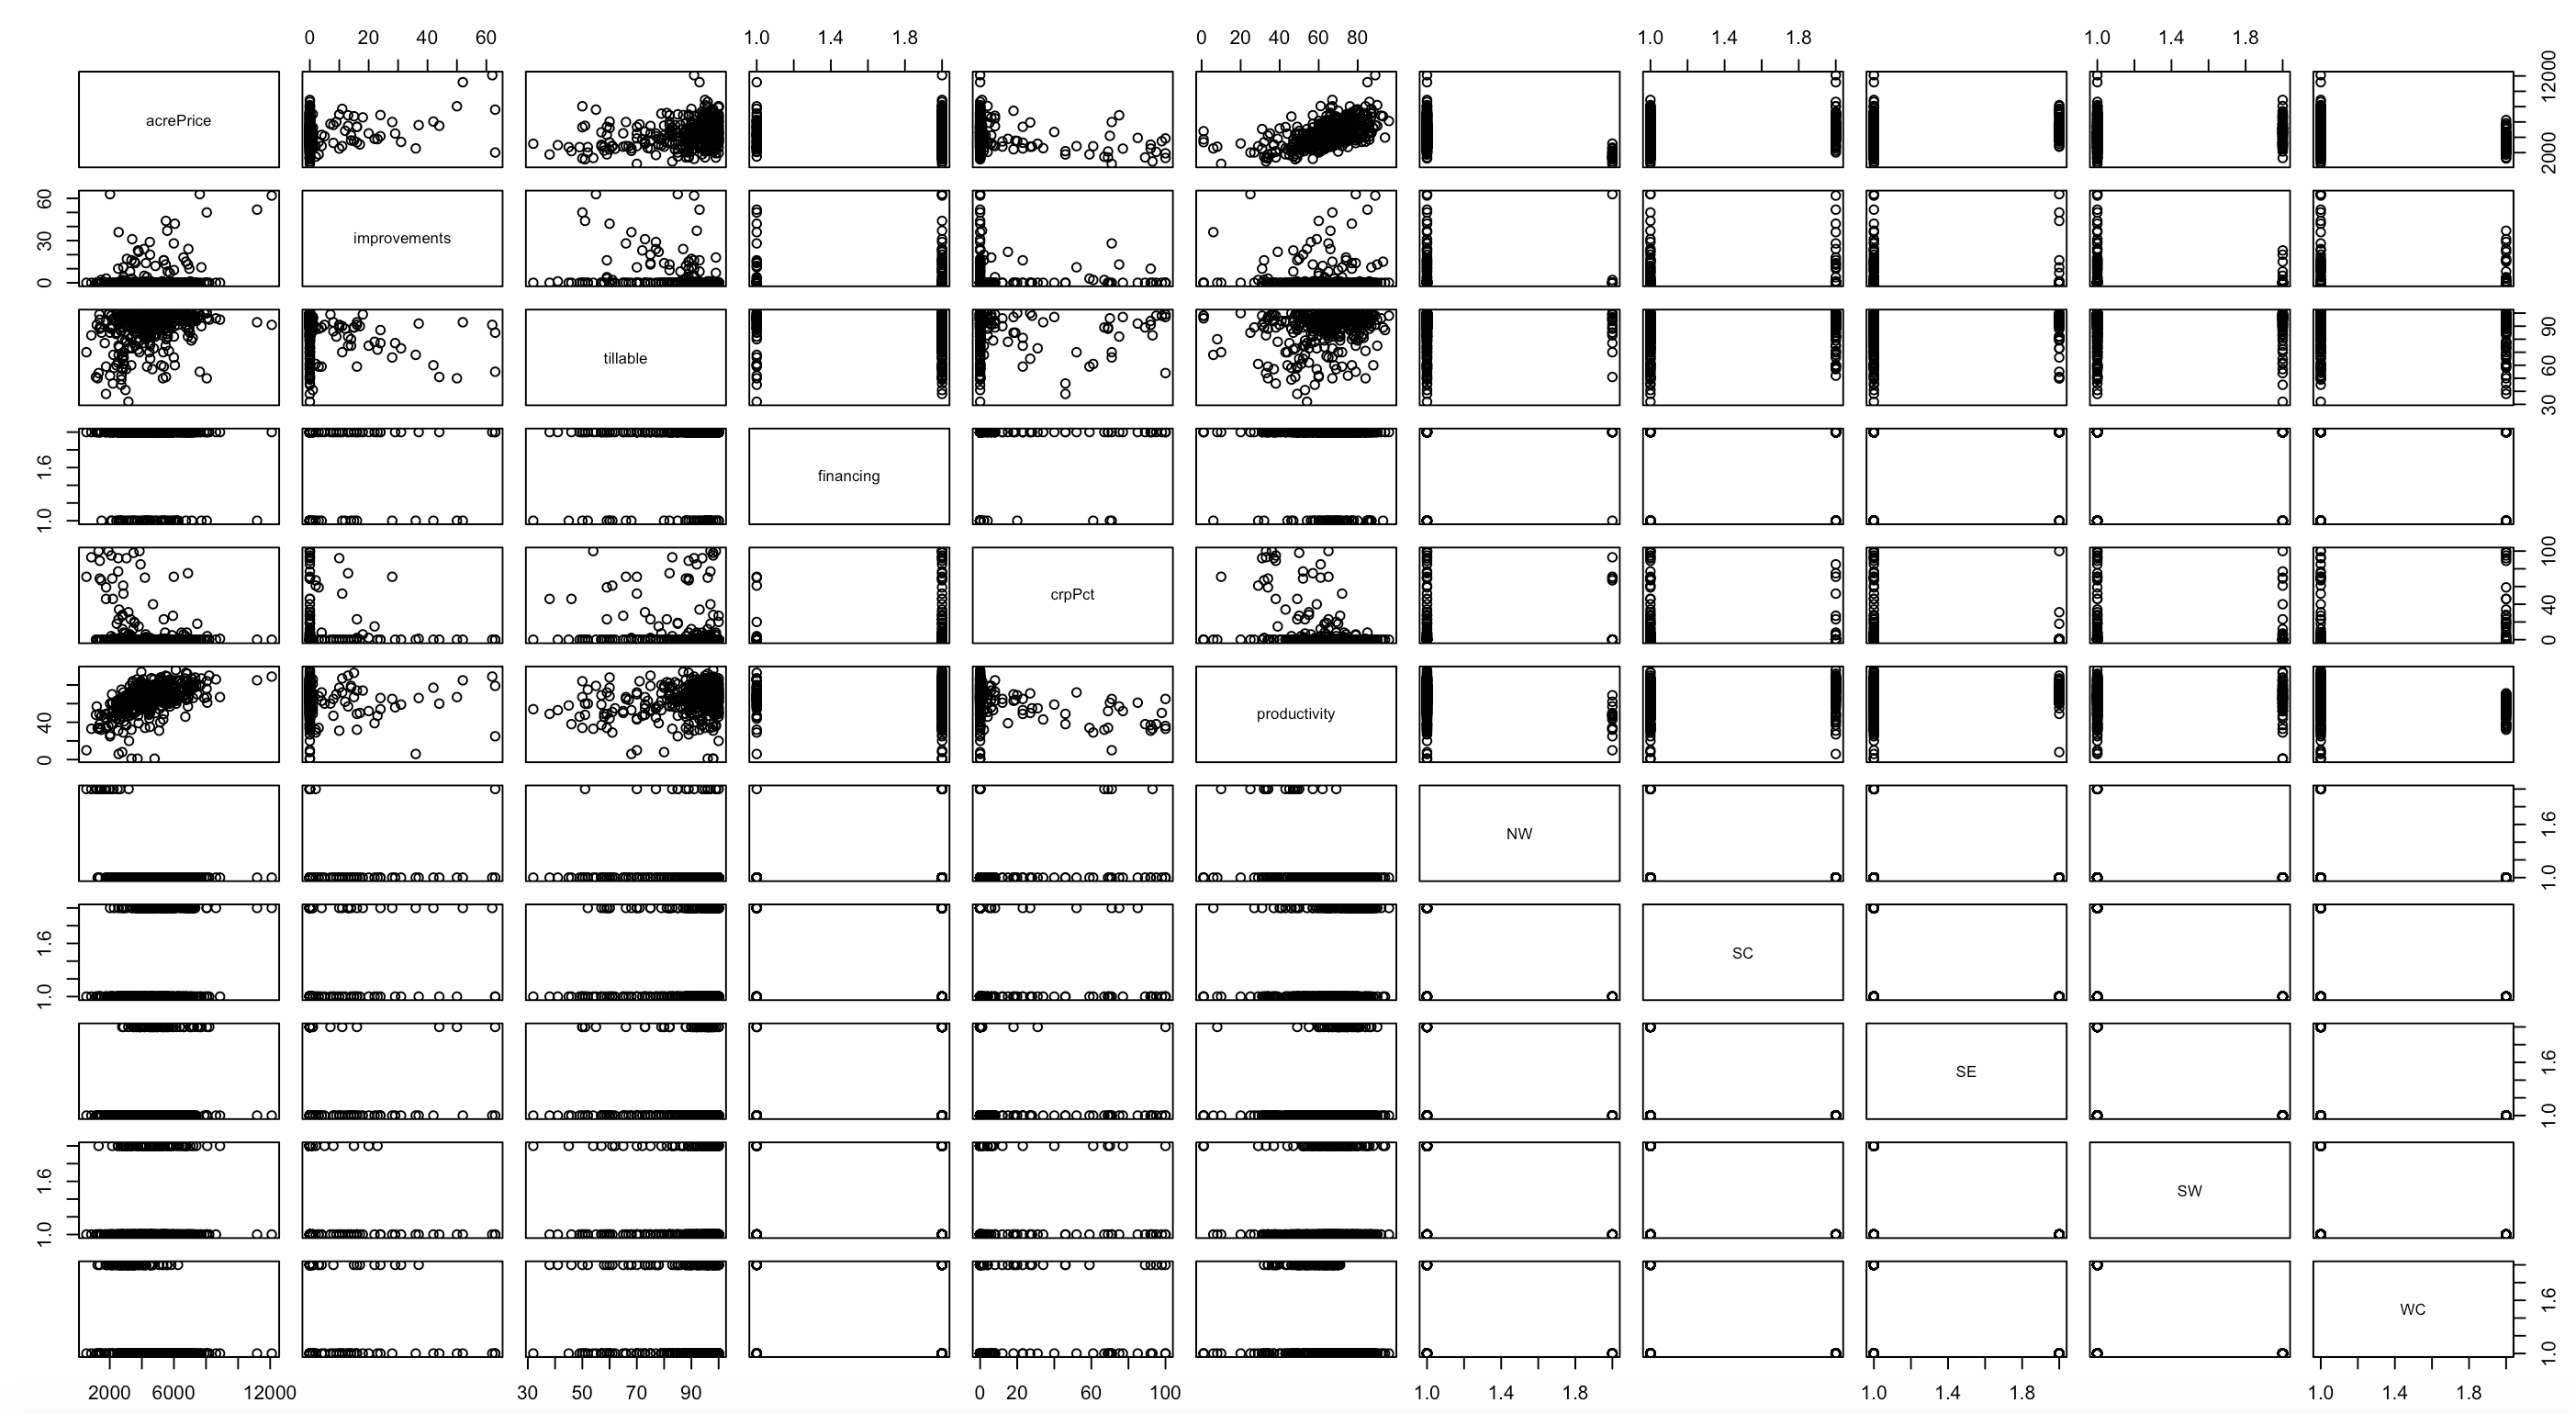 0 20 40 60 1.0 1.4 1.8 0 20 40 60 80 1.0 1.4 1.8 1.0 1.4 1.8
acrePrice 2000 12000
0 30 60 improvements
tillable 30 60 90
1.0 1.6 financing
crpPct 0 40 100
0 40 productivity
NW 1.0 1.6
1.0 1.6 SC
SE 1.0 1.6
1.0 1.6 SW
WC 1.0 1.6
2000 6000 12000 30 50 70 90 0 20 60 100 1.0 1.4 1.8 1.0 1.4 1.8 1.0 1.4 1.8